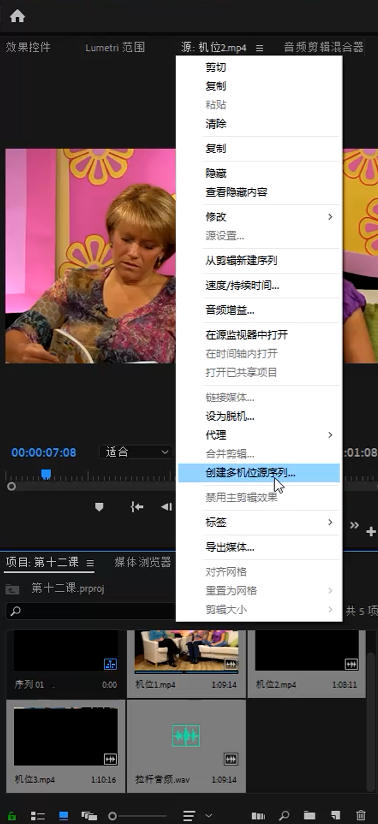 效果控件
Lumetri 范围
源: 机位2.mp4
音频剪辑混合器
剪切
复制
粘贴
清除
复制
隐藏
查看隐藏内容
修改
源设置...
从剪辑新建序列
速度/持续时间...
音频增益...
在源监视器中打开
在时间轴内打开
打开已共享项目
链接媒体...
设为脱机...
代理
合并剪辑...
创建多机位源序列...
禁用主剪辑效果
标签
导出媒体...
对齐网格
重置为网格
剪辑大小
00:00:07:08
适合
:01:08
项目: 第十二课
媒体浏览器
第十二课.prproj
共 5 项
序列 01
0:00
机位1.mp4
1:09:14
机位2.mp4
1:08:11
机位3.mp4
1:10:16
拉杆音频.wav
1:09:14